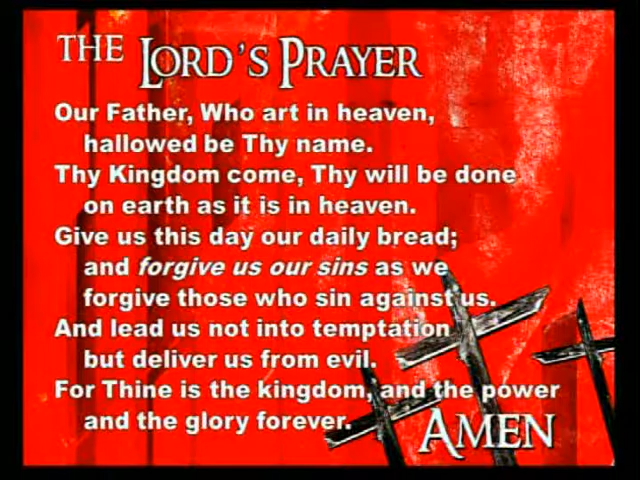 THE LORD'S PRAYER
Our Father, Who art in heaven,
hallowed be Thy name.
Thy Kingdom come, Thy will be done
on earth as it is in heaven.
Give us this day our daily bread;
and forgive us our sins as we
forgive those who sin against us.
And lead us not into temptation
but deliver us from evil.
For Thine is the kingdom, and the power
and the glory forever.
AMEN